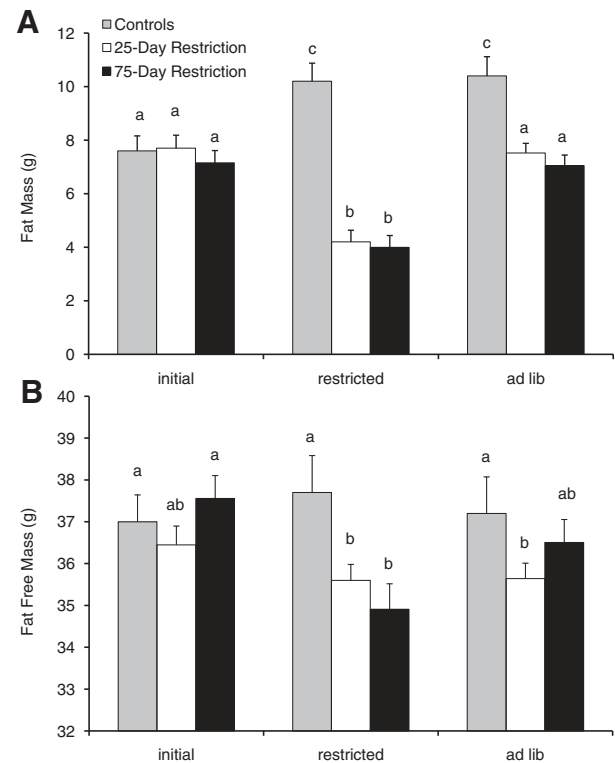 A
Controls
25-Day Restriction
75-Day Restriction
Fat Mass (g)
12
10
8
6
4
2
0
a
a
a
c
b
b
c
a
a
initial
restricted
ad lib
B
Fat Free Mass (g)
40
39
38
37
36
35
34
33
32
a
ab
a
a
b
b
a
b
ab
initial
restricted
ad lib